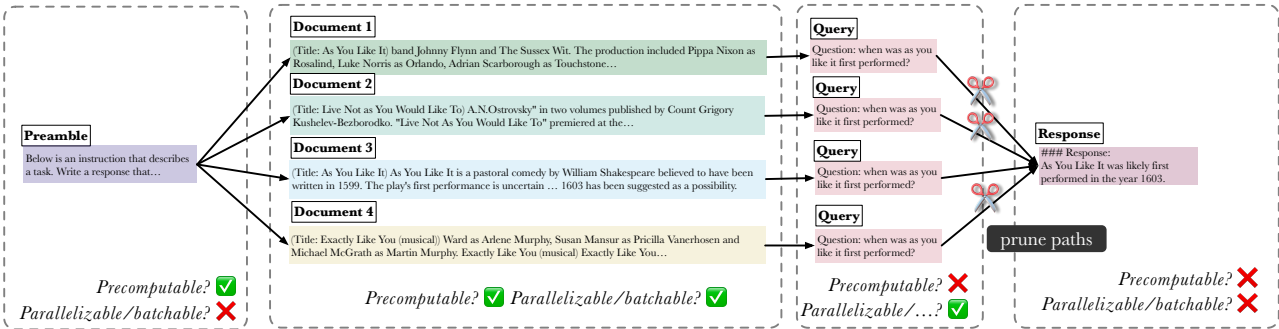 Preamble
Below is an instruction that describes
a task. Write a response that…
Precomputable? ✅
Parallelizable/batchable? ❌
Document 1
(Title: As You Like It) band Johnny Flynn and The Sussex Wit. The production included Pippa Nixon as
Rosalind, Luke Norris as Orlando, Adrian Scarborough as Touchstone…
Document 2
(Title: Live Not as You Would Like To) A.N.Ostrovsky" in two volumes published by Count Grigory
Kushelev-Bezborodko. "Live Not As You Would Like To" premiered at the…
Document 3
(Title: As You Like It) As You Like It is a pastoral comedy by William Shakespeare believed to have been
written in 1599. The play's first performance is uncertain … 1603 has been suggested as a possibility.
Document 4
(Title: Exactly Like You (musical)) Ward as Arlene Murphy, Susan Mansur as Pricilla Vanerhosen and
Michael McGrath as Martin Murphy. Exactly Like You (musical) Exactly Like You…
Precomputable? ✅ Parallelizable/batchable? ✅
Query
Question: when was as you
like it first performed?
Query
Question: when was as you
like it first performed?
Query
Question: when was as you
like it first performed?
Query
Question: when was as you
like it first performed?
Precomputable? ❌
Parallelizable/…? ✅
prune paths
Response
### Response:
As You Like It was likely first
performed in the year 1603.
Precomputable? ❌
Parallelizable/batchable? ❌